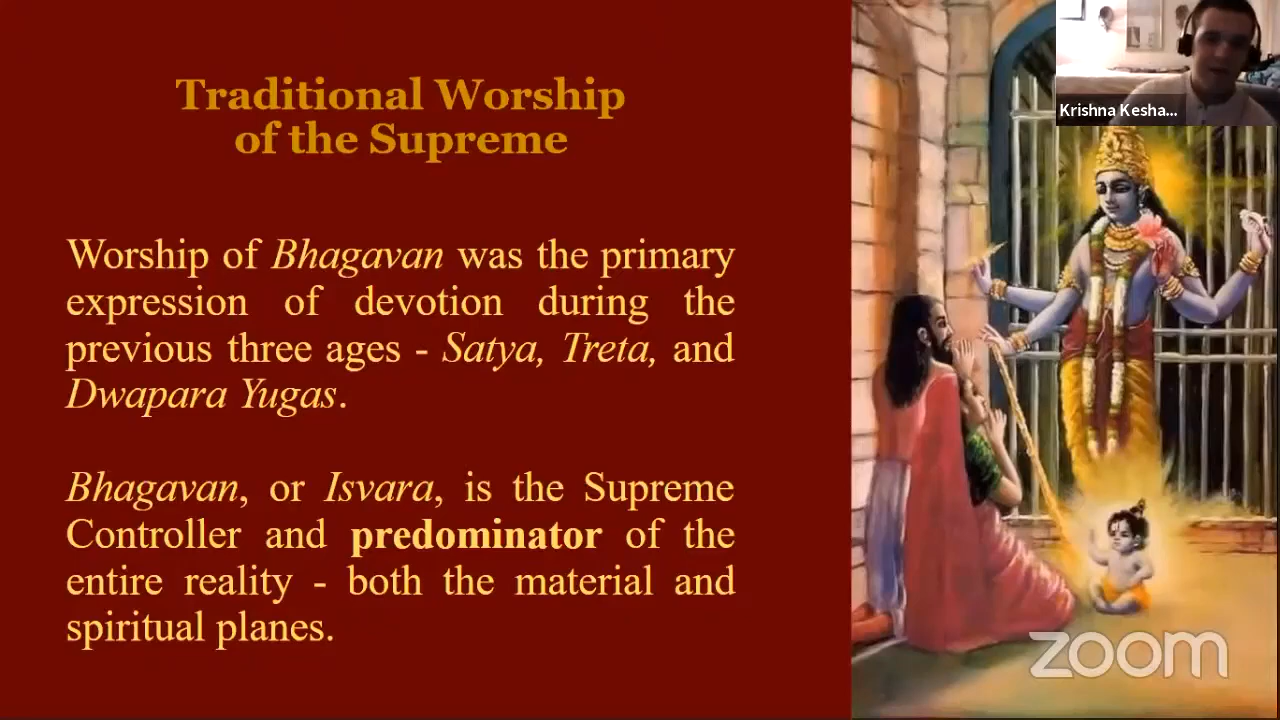 Traditional Worship
of the Supreme
Worship of Bhagavan was the primary
expression of devotion during the
previous three ages - Satya, Treta, and
Dwapara Yugas.
Bhagavan, or Isvara, is the Supreme
Controller and predominator of the
entire reality - both the material and
spiritual planes.
Krishna Kesha...
zoom